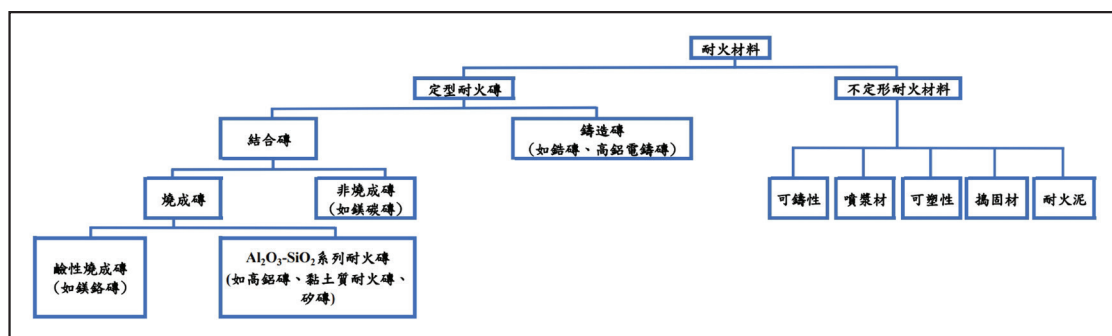 耐火材料
定型耐火磚
不定形耐火材料
結合磚
鑄造磚
（如鋯磚、高鋁電鑄磚）
燒成磚
非燒成磚
（如鎂碳磚）
可鑄性
噴漿材
可塑性
搗固材
耐火泥
鹼性燒成磚
（如鎂鉻磚）
Al₂O₃-SiO₂系列耐火磚
(如高鋁磚、黏土質耐火磚、
矽磚)